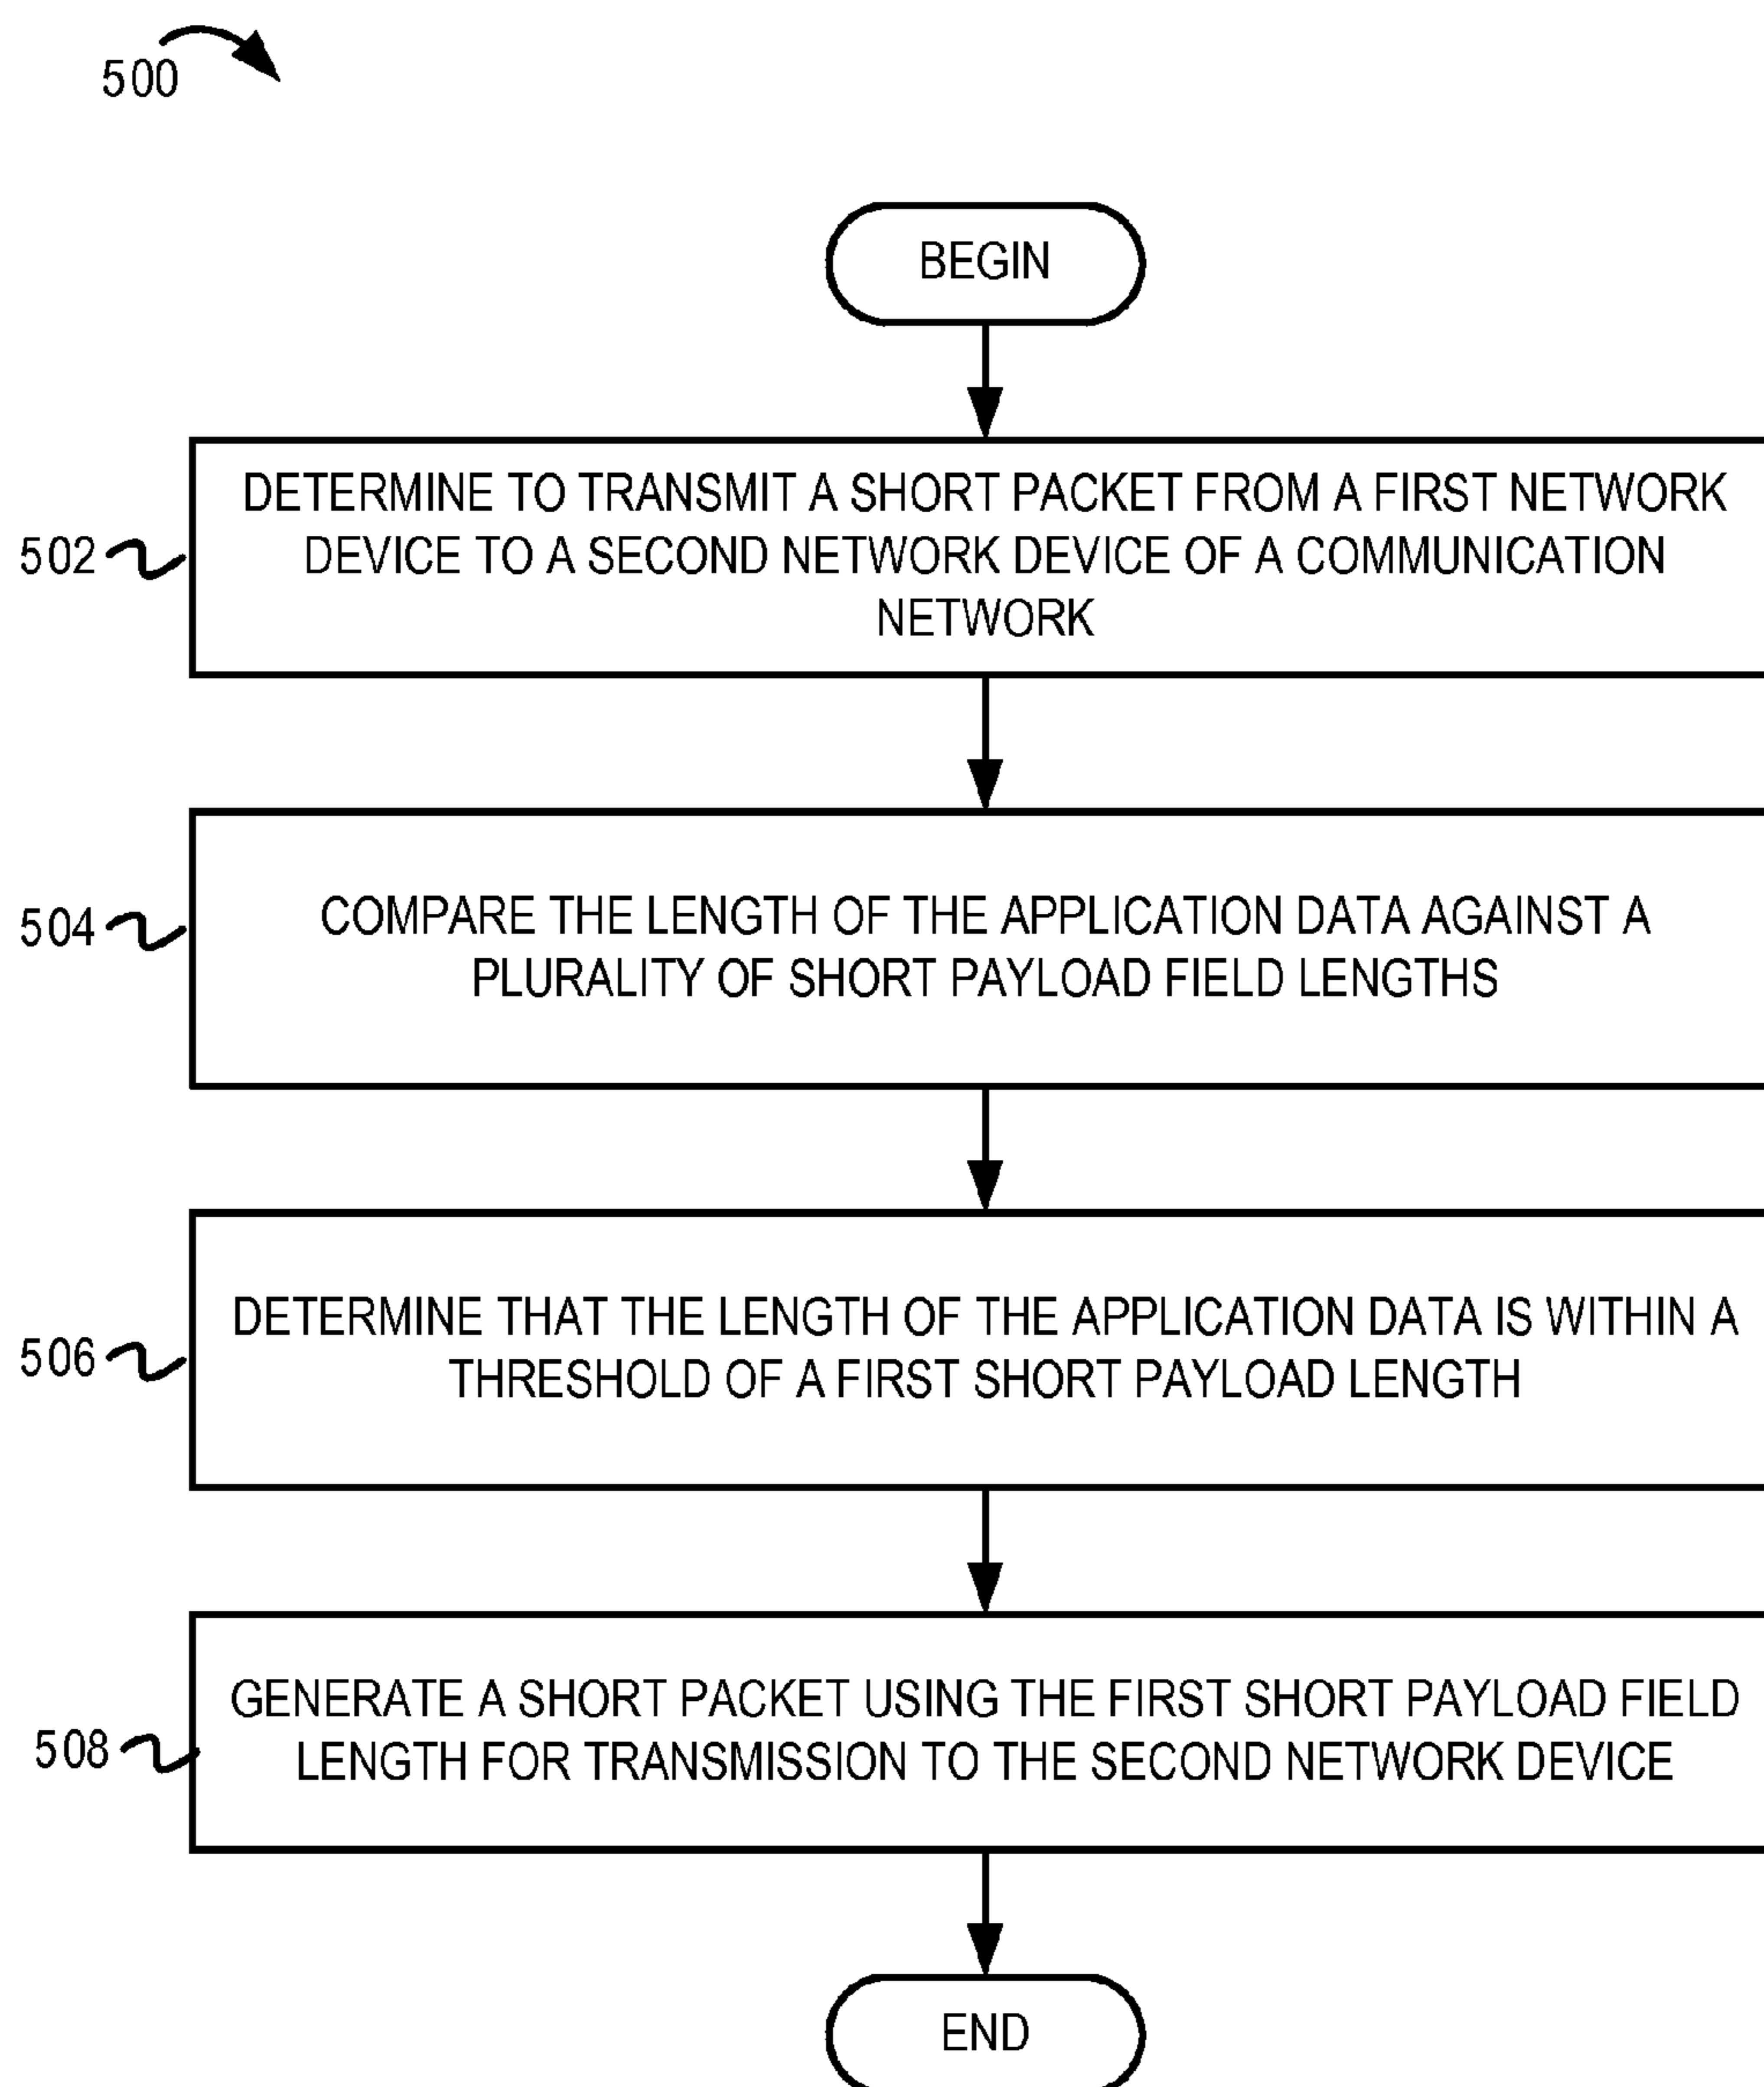 500
BEGIN
502
DETERMINE TO TRANSMIT A SHORT PACKET FROM A FIRST NETWORK
DEVICE TO A SECOND NETWORK DEVICE OF A COMMUNICATION
NETWORK
504
COMPARE THE LENGTH OF THE APPLICATION DATA AGAINST A
PLURALITY OF SHORT PAYLOAD FIELD LENGTHS
506
DETERMINE THAT THE LENGTH OF THE APPLICATION DATA IS WITHIN A
THRESHOLD OF A FIRST SHORT PAYLOAD LENGTH
508
GENERATE A SHORT PACKET USING THE FIRST SHORT PAYLOAD FIELD
LENGTH FOR TRANSMISSION TO THE SECOND NETWORK DEVICE
END